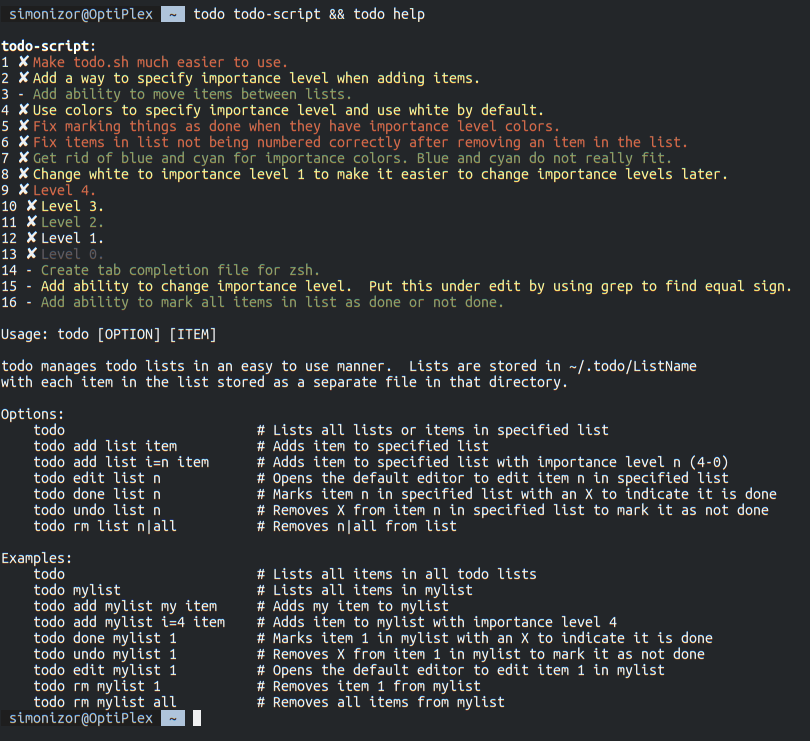 simonizor@OptiPlex ~ todo todo-script && todo help
todo-script:
1 ✘ Make todo.sh much easier to use.
2 ✘ Add a way to specify importance level when adding items.
3 - Add ability to move items between lists.
4 ✘ Use colors to specify importance level and use white by default.
5 ✘ Fix marking things as done when they have importance level colors.
6 ✘ Fix items in list not being numbered correctly after removing an item in the list.
7 ✘ Get rid of blue and cyan for importance colors. Blue and cyan do not really fit.
8 ✘ Change white to importance level 1 to make it easier to change importance levels later.
9 ✘ Level 4.
10 ✘ Level 3.
11 ✘ Level 2.
12 ✘ Level 1.
13 ✘ Level 0.
14 - Create tab completion file for zsh.
15 - Add ability to change importance level.  Put this under edit by using grep to find equal sign.
16 - Add ability to mark all items in list as done or not done.
Usage: todo [OPTION] [ITEM]
todo manages todo lists in an easy to use manner.  Lists are stored in ~/.todo/ListName
with each item in the list stored as a separate file in that directory.
Options:
todo # Lists all lists or items in specified list
todo add list item # Adds item to specified list
todo add list i=n item # Adds item to specified list with importance level n (4-0)
todo edit list n # Opens the default editor to edit item n in specified list
todo done list n # Marks item n in specified list with an X to indicate it is done
todo undo list n # Removes X from item n in specified list to mark it as not done
todo rm list n|all # Removes n|all from list
Examples:
todo # Lists all items in all todo lists
todo mylist # Lists all items in mylist
todo add mylist my item # Adds my item to mylist
todo add mylist i=4 item # Adds item to mylist with importance level 4
todo done mylist 1 # Marks item 1 in mylist with an X to indicate it is done
todo undo mylist 1 # Removes X from item 1 in mylist to mark it as not done
todo edit mylist 1 # Opens the default editor to edit item 1 in mylist
todo rm mylist 1 # Removes item 1 from mylist
todo rm mylist all # Removes all items from mylist
simonizor@OptiPlex ~